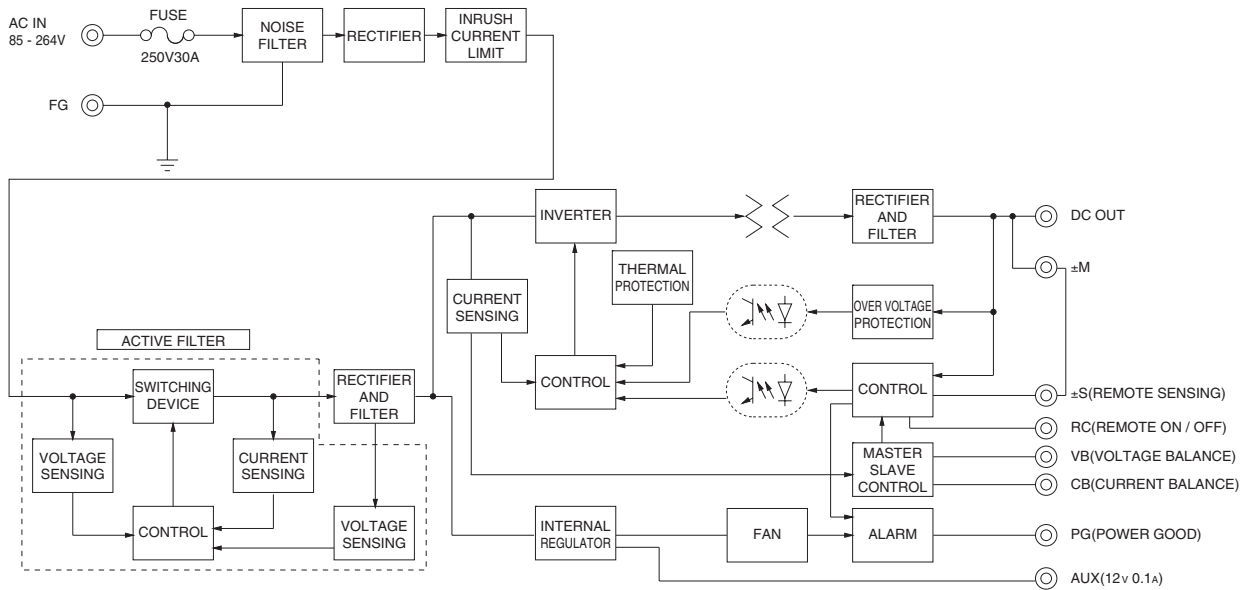 AC IN
85 - 264V
FUSE
250V30A
NOISE
FILTER
RECTIFIER
INRUSH
CURRENT
LIMIT
FG
INVERTER
RECTIFIER
AND
FILTER
DC OUT
±M
THERMAL
PROTECTION
CURRENT
SENSING
OVER VOLTAGE
PROTECTION
ACTIVE FILTER
SWITCHING
DEVICE
RECTIFIER
AND
FILTER
CONTROL
CONTROL
±S(REMOTE SENSING)
RC(REMOTE ON / OFF)
VOLTAGE
SENSING
CURRENT
SENSING
MASTER
SLAVE
CONTROL
VB(VOLTAGE BALANCE)
CB(CURRENT BALANCE)
CONTROL
VOLTAGE
SENSING
INTERNAL
REGULATOR
FAN
ALARM
PG(POWER GOOD)
AUX(12V 0.1A)